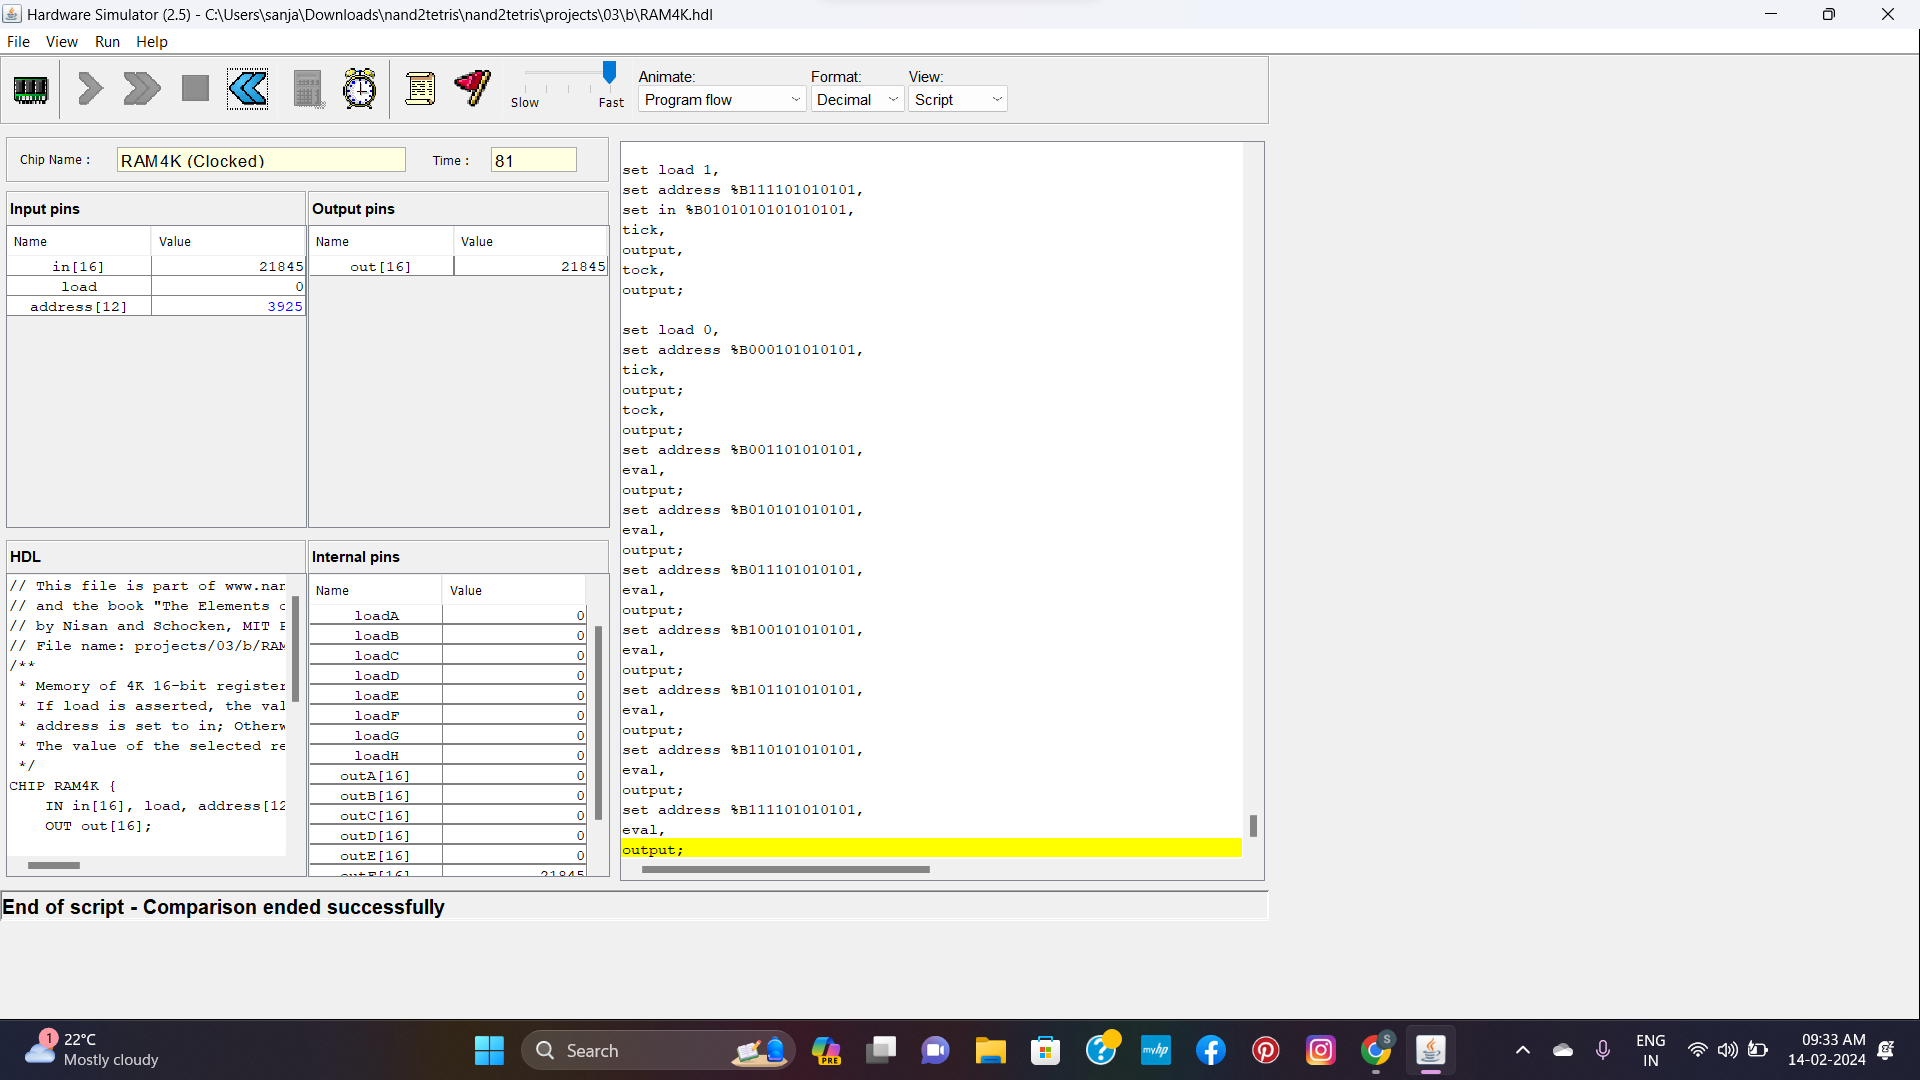 Hardware Simulator (2.5) - C:\Users\sanja\Downloads\nand2tetris\nand2tetris\projects\03\b\RAM4K.hdl
File View Run Help
Slow Fast
Animate: Format: View:
Program flow Decimal Script
Chip Name : RAM4K (Clocked) Time : 81
Input pins
Name Value
in[16] 21845
load 0
address[12] 3925
Output pins
Name Value
out[16] 21845
HDL
// This file is part of www.nan
// and the book "The Elements o
// by Nisan and Schocken, MIT P
// File name: projects/03/b/RAM
/**
* Memory of 4K 16-bit register
* If load is asserted, the val
* address is set to in; Otherw
* The value of the selected re
*/
CHIP RAM4K {
IN in[16], load, address[12
OUT out[16];
Internal pins
Name Value
loadA 0
loadB 0
loadC 0
loadD 0
loadE 0
loadF 0
loadG 0
loadH 0
outA[16] 0
outB[16] 0
outC[16] 0
outD[16] 0
outE[16] 0
outF[16] 21845
set load 1,
set address %B111101010101,
set in %B0101010101010101,
tick,
output,
tock,
output;
set load 0,
set address %B000101010101,
tick,
output;
tock,
output;
set address %B001101010101,
eval,
output;
set address %B010101010101,
eval,
output;
set address %B011101010101,
eval,
output;
set address %B100101010101,
eval,
output;
set address %B101101010101,
eval,
output;
set address %B110101010101,
eval,
output;
set address %B111101010101,
eval,
output;
End of script - Comparison ended successfully
1
22°C
Mostly cloudy
Search
PRE
myhp
S
ENG
IN
09:33 AM
14-02-2024